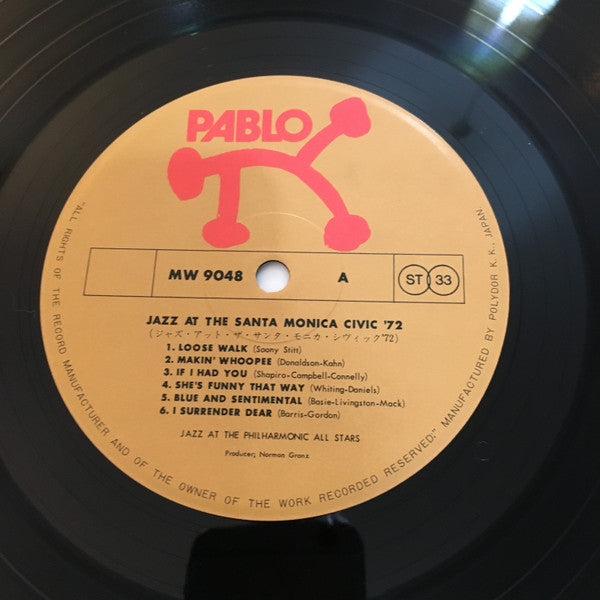 PABLO
MW 9048
A
ST 33
JAZZ AT THE SANTA MONICA CIVIC '72
(ジャズ・アット・ザ・サンタ・モニカ・シヴィック'72)
1. LOOSE WALK (Soony Stitt)
2. MAKIN' WHOOPEE (Donaldson-Kahn)
3. IF I HAD YOU (Shapiro-Campbell-Connelly)
4. SHE'S FUNNY THAT WAY (Whiting-Daniels)
5. BLUE AND SENTIMENTAL (Basie-Livingston-Mack)
6. I SURRENDER DEAR (Barris-Gordon)
JAZZ AT THE PHILHARMONIC ALL STARS
Producer; Norman Granz
"ALL RIGHTS OF THE RECORD MANUFACTURER AND OF THE OWNER OF THE WORK RECORDED RESERVED." MANUFACTURED BY POLYDOR K.K., JAPAN